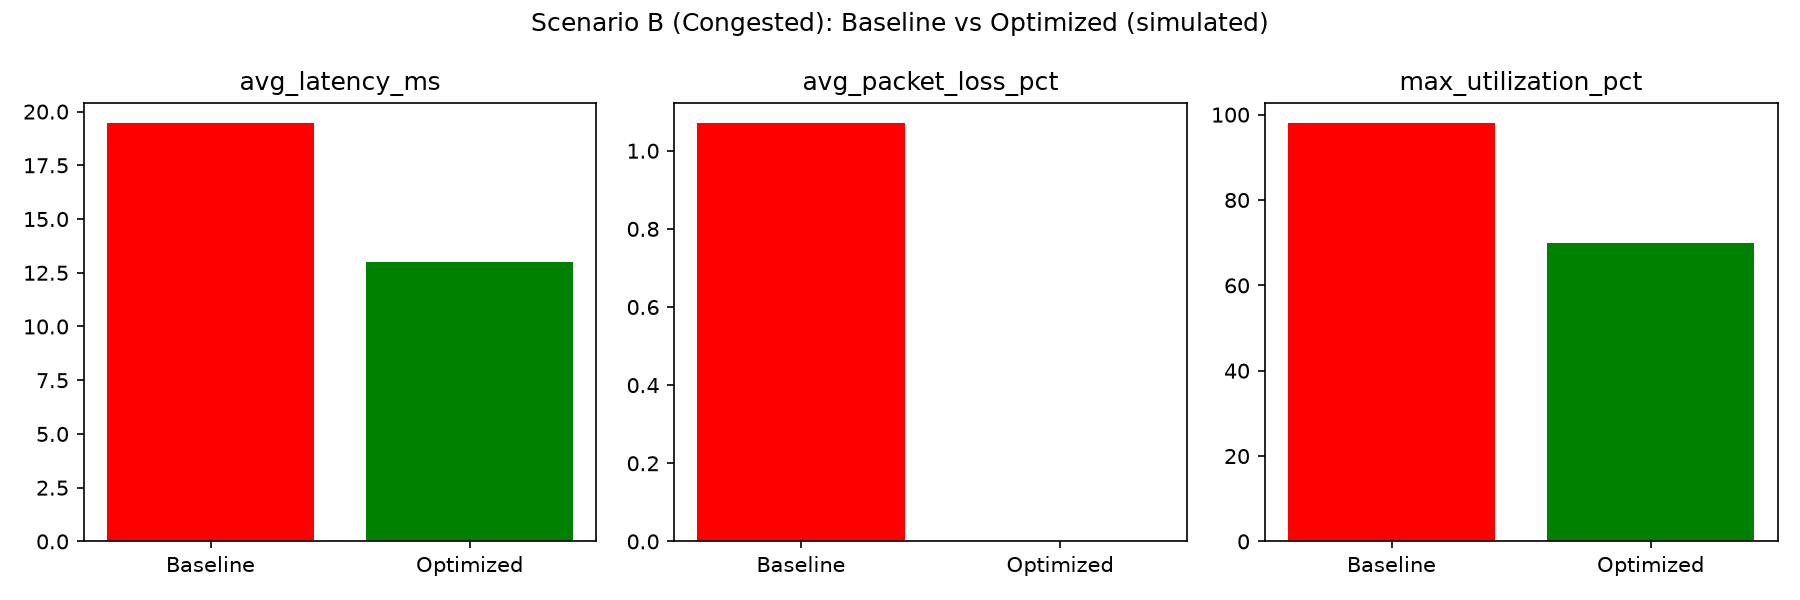 Scenario B (Congested): Baseline vs Optimized (simulated)
avg_latency_ms
20.0
17.5
15.0
12.5
10.0
7.5
5.0
2.5
0.0
Baseline
Optimized
avg_packet_loss_pct
1.0
0.8
0.6
0.4
0.2
0.0
Baseline
Optimized
max_utilization_pct
100
80
60
40
20
0
Baseline
Optimized